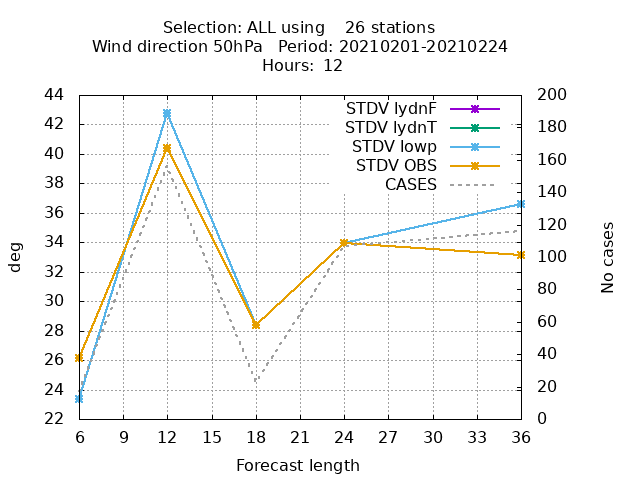 Selection: ALL using    26 stations
Wind direction 50hPa   Period: 20210201-20210224
Hours:  12
STDV lydnF
STDV lydnT
STDV lowp
STDV OBS
CASES
44
42
40
38
36
34
32
30
28
26
24
22
deg
200
180
160
140
120
100
80
60
40
20
0
No cases
6 9 12 15 18 21 24 27 30 33 36
Forecast length